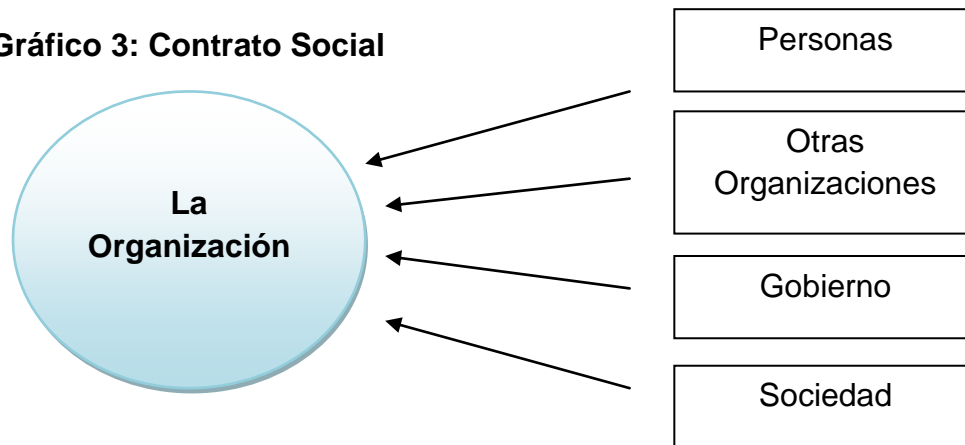 Gráfico 3: Contrato Social
Personas
Otras
Organizaciones
La
Organización
Gobierno
Sociedad